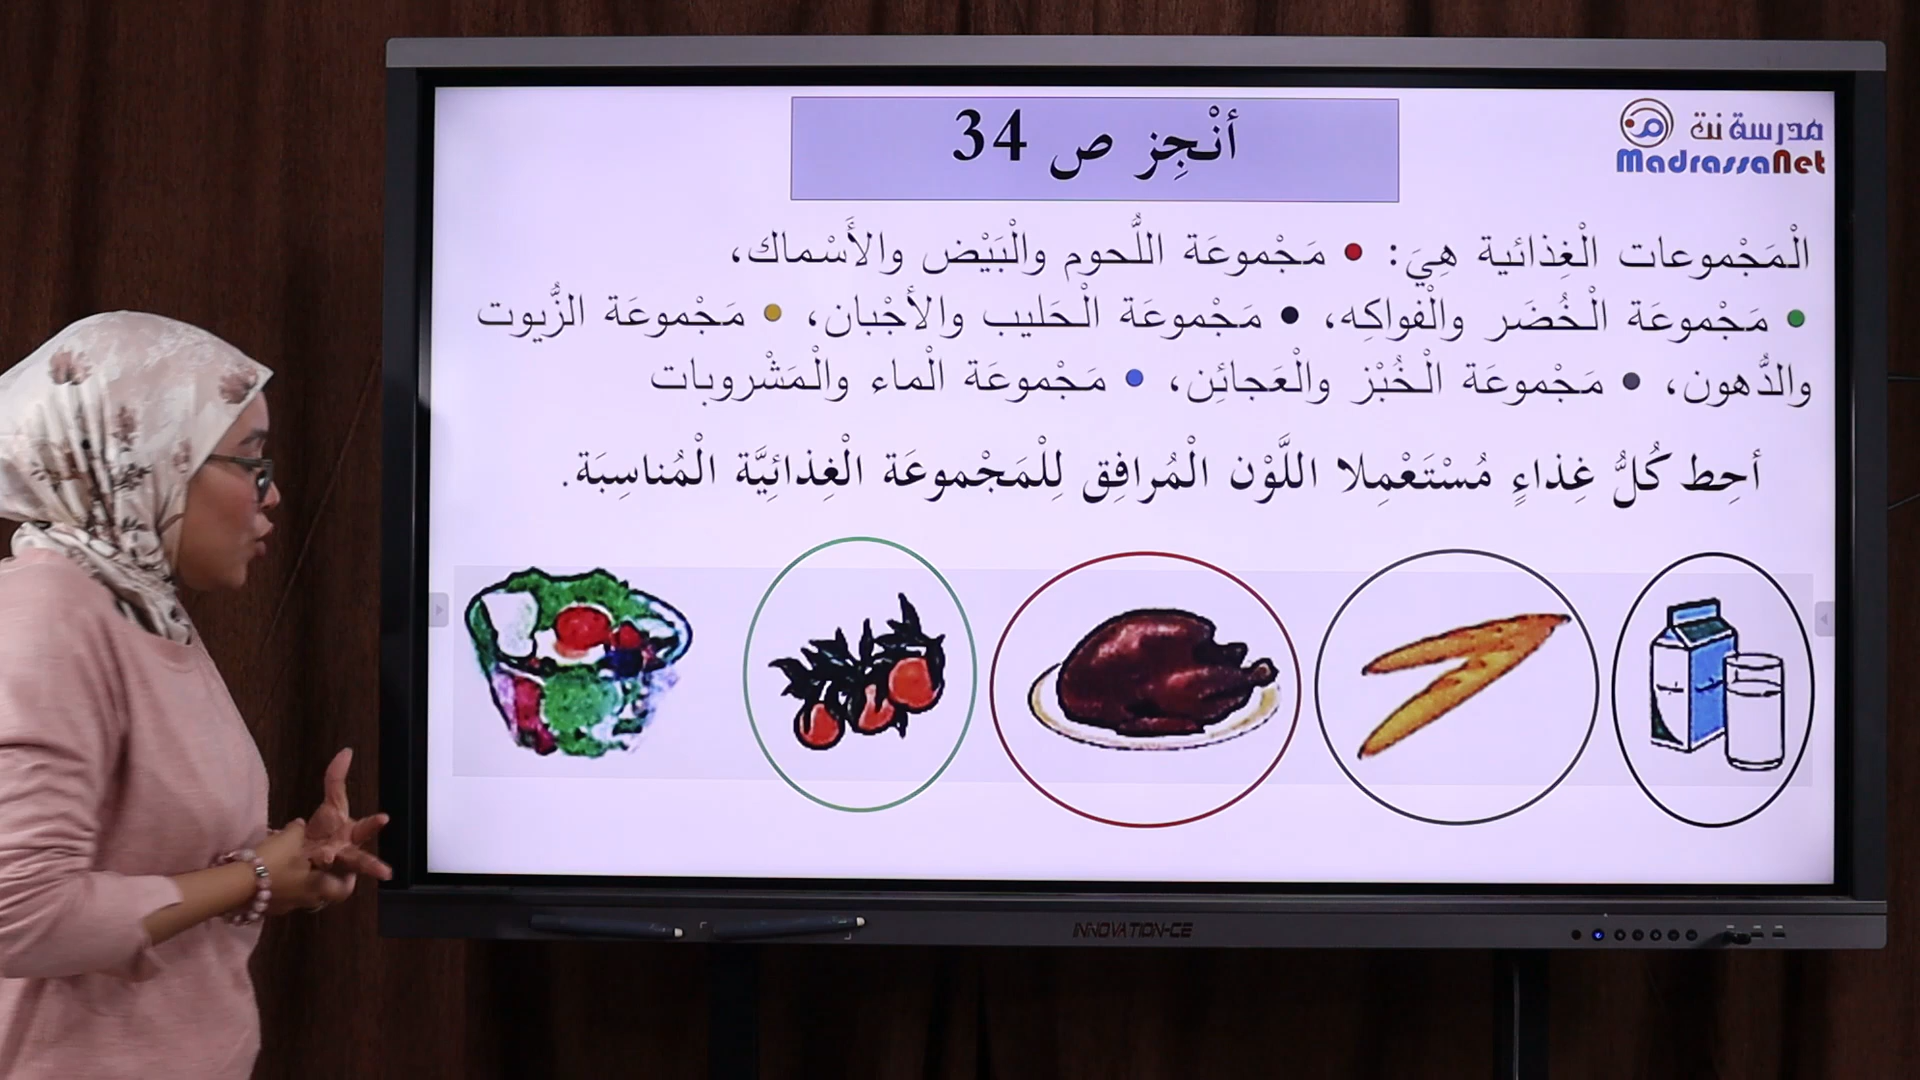 أنْجِز ص 34
مدرسة نت
MadrassaNet
الْمَجْموعات الْغِذائية هِيَ: • مَجْموعَة اللُّحوم والْبَيْض والأَسْماك،
• مَجْموعَة الْخُضَر والْفواكِه، • مَجْموعَة الْحَليب والأجْبان، • مَجْموعَة الزُّيوت
والدُّهون، • مَجْموعَة الْخُبْز والْعَجائِن، • مَجْموعَة الْماء والْمَشْروبات
أحِط كُلُّ غِذاءٍ مُسْتَعْمِلا اللَّوْن الْمُرافِق لِلْمَجْموعَة الْغِذائِيَّة الْمُناسِبَة.
INNOVATION-CE